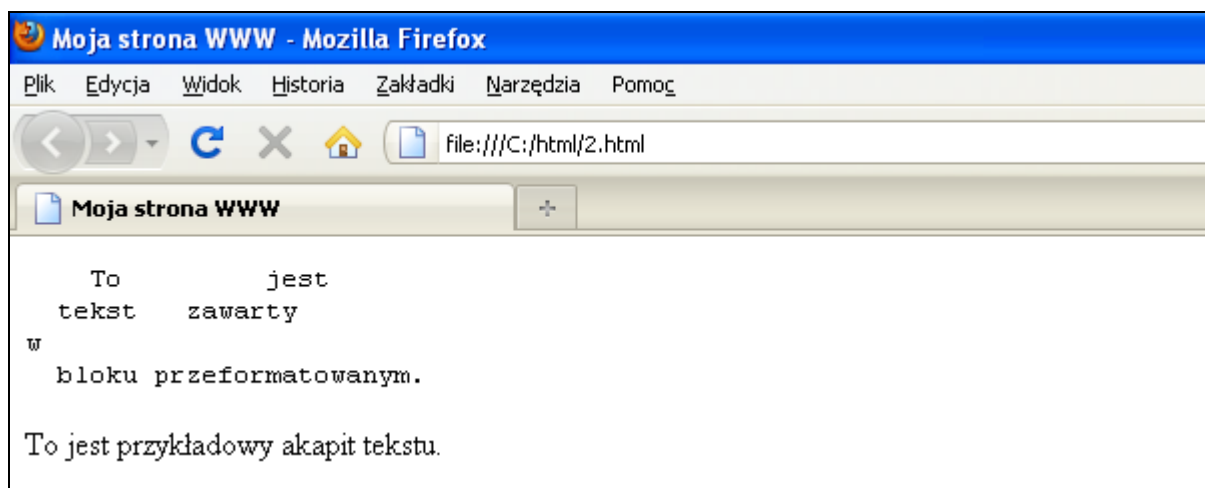 Moja strona WWW - Mozilla Firefox
Plik Edycja Widok Historia Zakładki Narzędzia Pomoc
file:///C:/html/2.html
Moja strona WWW
    To         jest
  tekst   zawarty
w
  bloku przeformatowanym.
To jest przykładowy akapit tekstu.